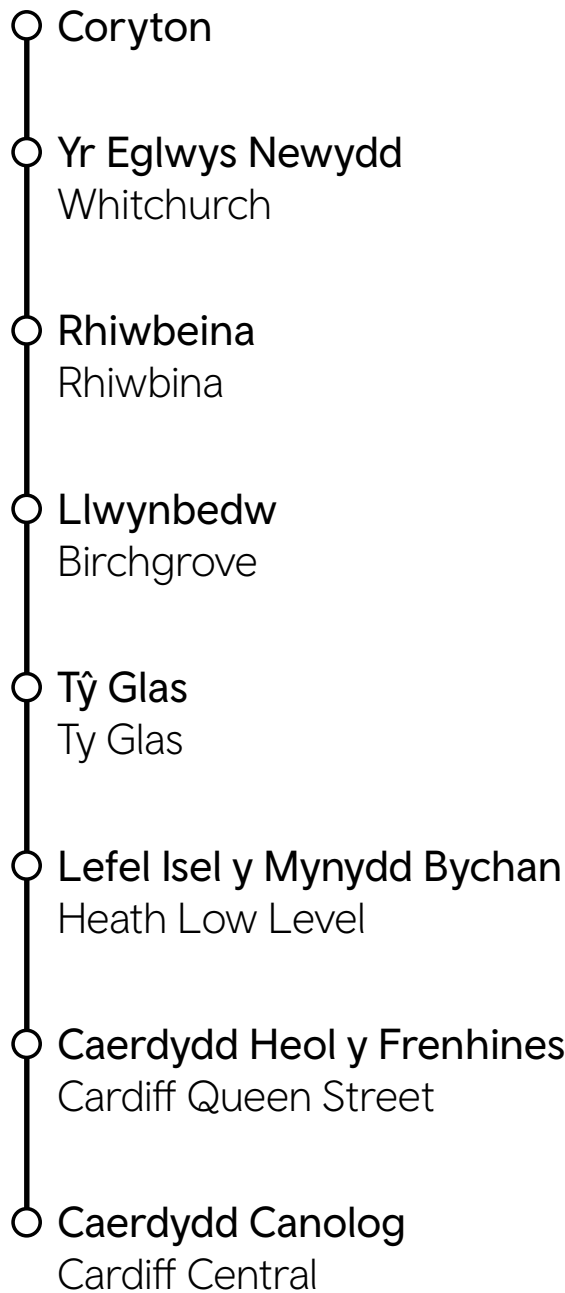 Coryton
Yr Eglwys Newydd
Whitchurch
Rhiwbeina
Rhiwbina
Llwynbedw
Birchgrove
Tŷ Glas
Ty Glas
Lefel Isel y Mynydd Bychan
Heath Low Level
Caerdydd Heol y Frenhines
Cardiff Queen Street
Caerdydd Canolog
Cardiff Central